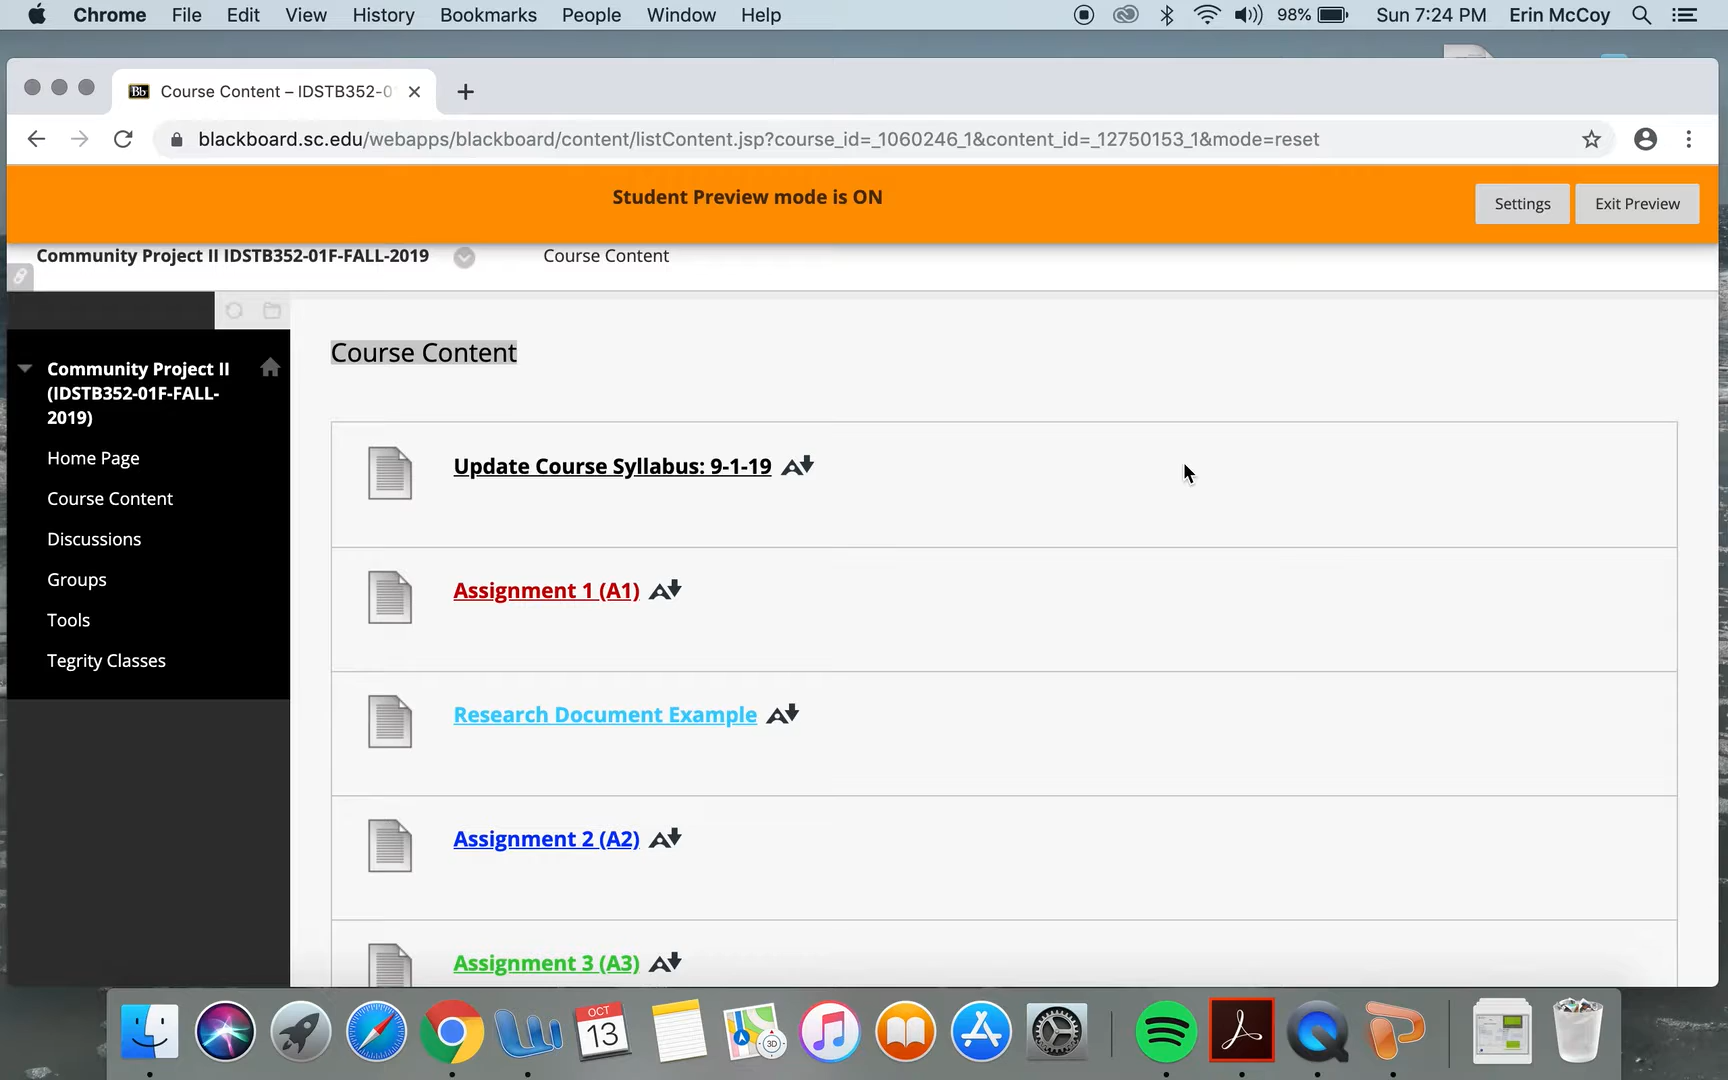 Chrome File Edit View History Bookmarks People Window Help 98% Sun 7:24 PM Erin McCoy
Bb Course Content – IDSTB352-0
blackboard.sc.edu/webapps/blackboard/content/listContent.jsp?course_id=_1060246_1&content_id=_12750153_1&mode=reset
Student Preview mode is ON
Settings
Exit Preview
Community Project II IDSTB352-01F-FALL-2019
Course Content
Community Project II
(IDSTB352-01F-FALL-
2019)
Home Page
Course Content
Discussions
Groups
Tools
Tegrity Classes
Course Content
Update Course Syllabus: 9-1-19
Assignment 1 (A1)
Research Document Example
Assignment 2 (A2)
Assignment 3 (A3)
OCT
13
3D